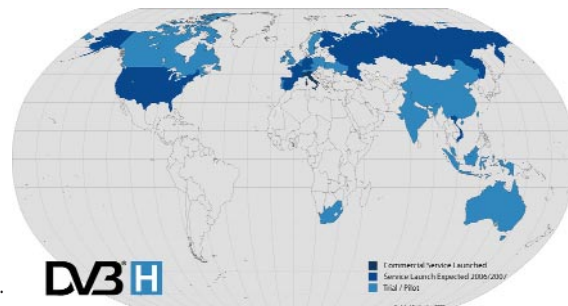 DVB H
Commercial Service Launched
Service Launch Expected 2006/2007
Trial / Pilot